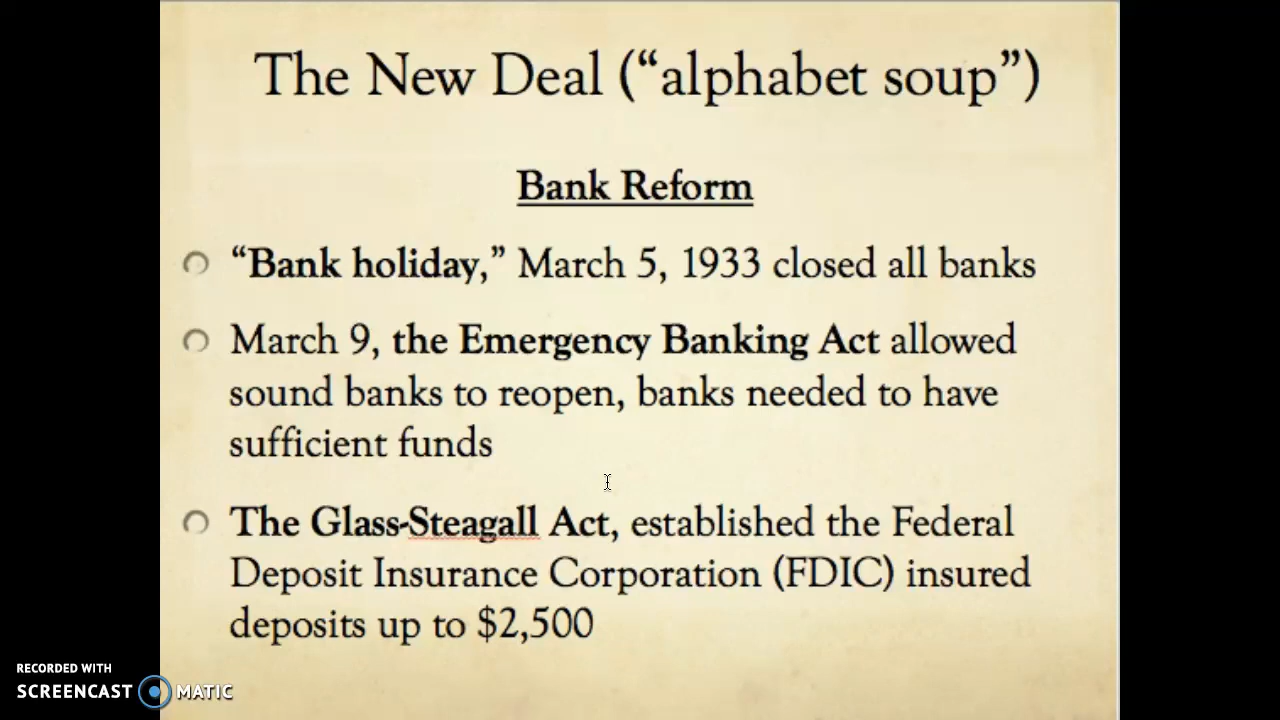 The New Deal (“alphabet soup”)
Bank Reform
“Bank holiday,” March 5, 1933 closed all banks
March 9, the Emergency Banking Act allowed
sound banks to reopen, banks needed to have
sufficient funds
The Glass-Steagall Act, established the Federal
Deposit Insurance Corporation (FDIC) insured
deposits up to $2,500
RECORDED WITH
SCREENCAST MATIC